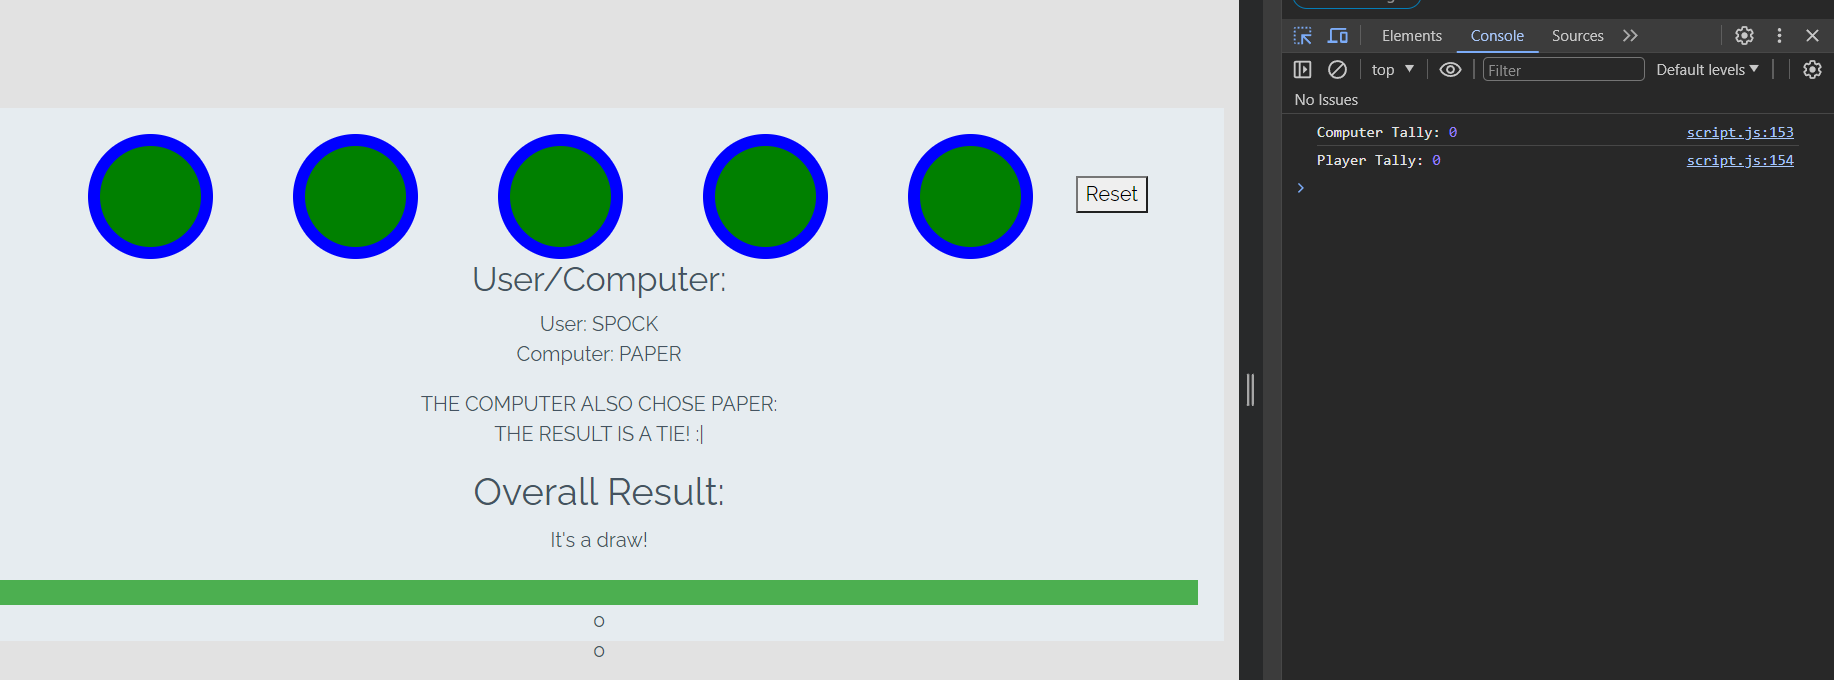 Reset
User/Computer:
User: SPOCK
Computer: PAPER
THE COMPUTER ALSO CHOSE PAPER:
THE RESULT IS A TIE! :|
Overall Result:
It's a draw!
0
0
Elements Console Sources
top Filter Default levels
No Issues
Computer Tally: 0 script.js:153
Player Tally: 0 script.js:154